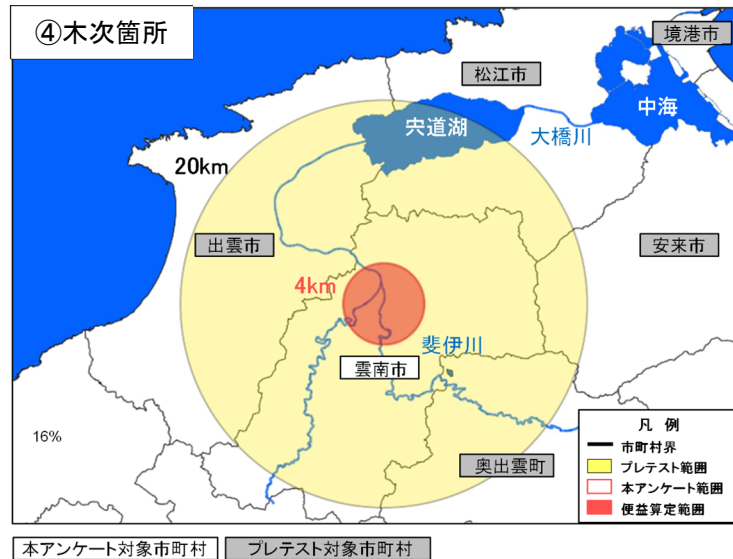 ④木次箇所
境港市
松江市
宍道湖
中海
大橋川
20km
出雲市
安来市
4km
斐伊川
雲南市
奥出雲町
16%
凡 例
市町村界
プレテスト範囲
本アンケート範囲
便益算定範囲
本アンケート対象市町村
プレテスト対象市町村